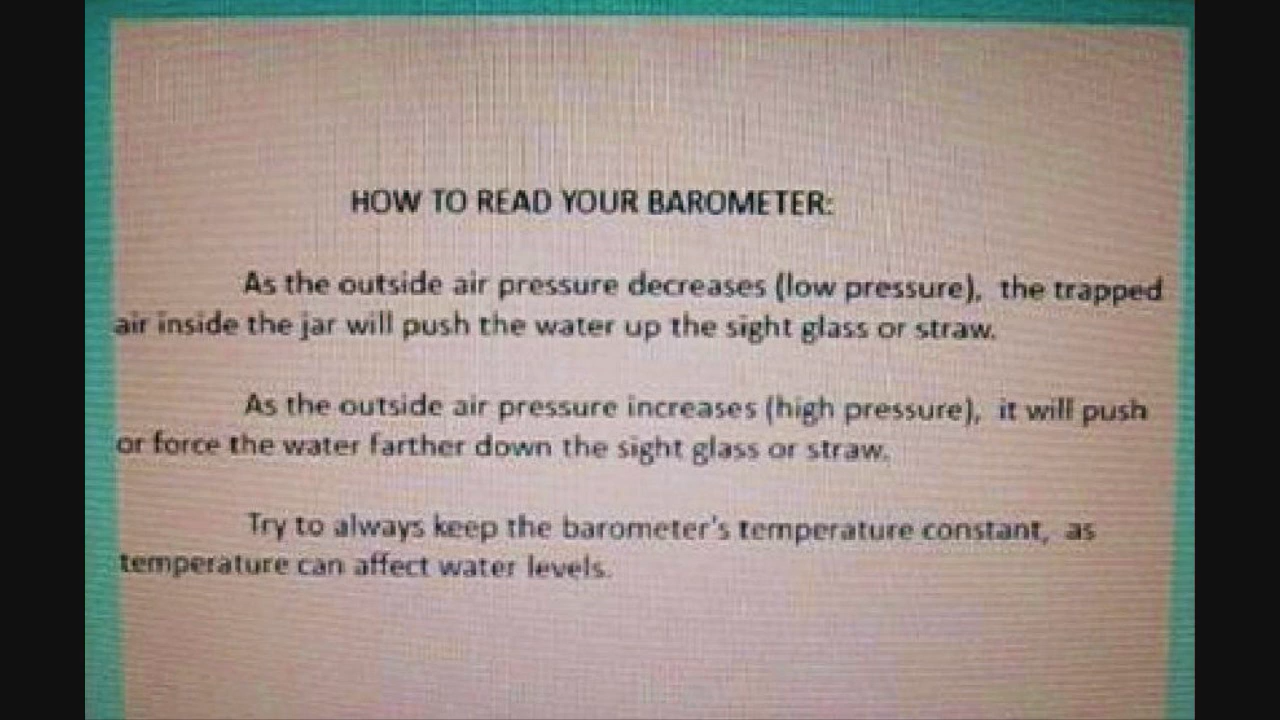 HOW TO READ YOUR BAROMETER:
As the outside air pressure decreases (low pressure), the trapped
air inside the jar will push the water up the sight glass or straw.
As the outside air pressure increases (high pressure), it will push
or force the water farther down the sight glass or straw.
Try to always keep the barometer's temperature constant, as
temperature can affect water levels.